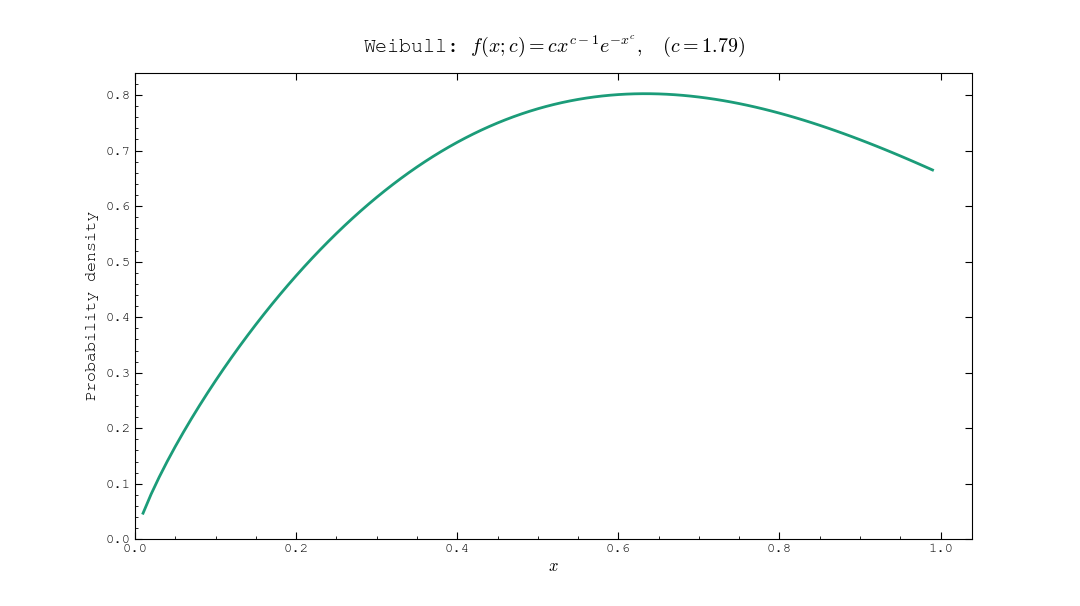 Weibull: f(x; c) = cx^{c−1}e^{−x^c},   (c = 1.79)
Probability density
0.8
0.7
0.6
0.5
0.4
0.3
0.2
0.1
0.0
0.0 0.2 0.4 0.6 0.8 1.0
x